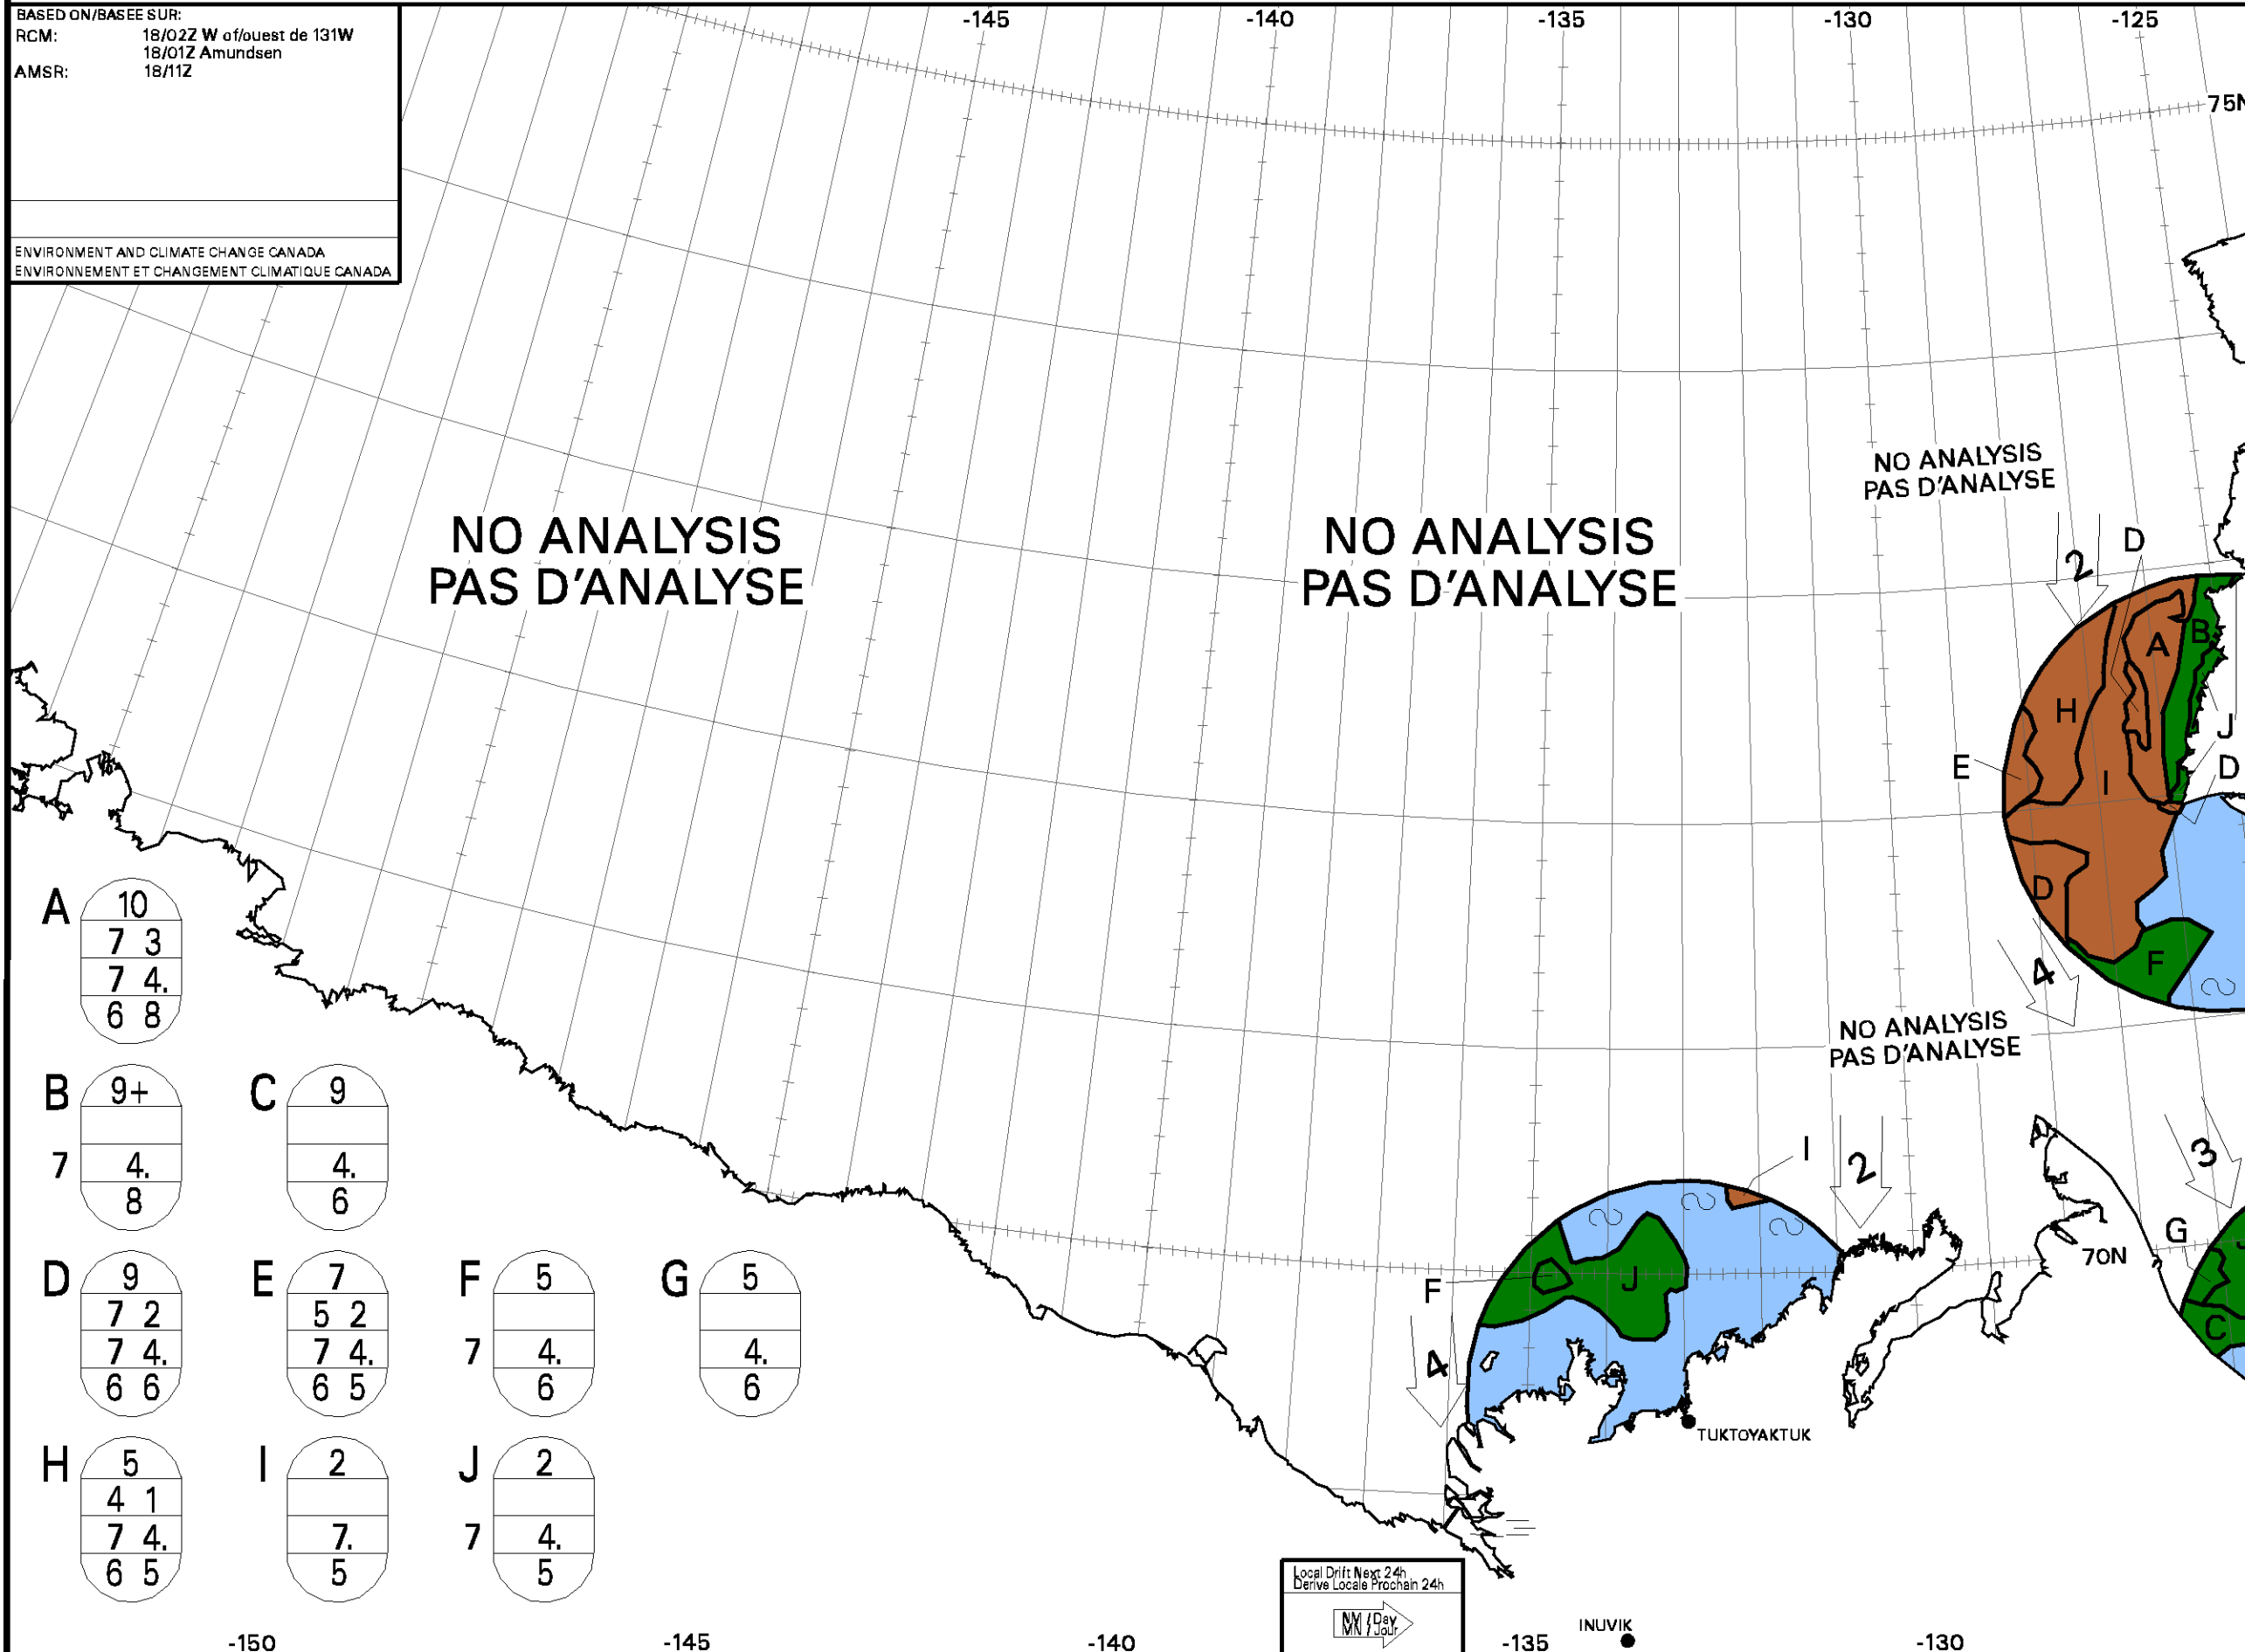 BASED ON/BASEE SUR:
RCM: 18/02Z W of/ouest de 131W
18/01Z Amundsen
AMSR: 18/11Z
ENVIRONMENT AND CLIMATE CHANGE CANADA
ENVIRONNEMENT ET CHANGEMENT CLIMATIQUE CANADA
-145 -140 -135 -130 -125
75N
NO ANALYSIS
PAS D'ANALYSE
NO ANALYSIS
PAS D'ANALYSE
NO ANALYSIS
PAS D'ANALYSE
2
D
A
B
H
J
E
I
D
D
F
4
NO ANALYSIS
PAS D'ANALYSE
I
2
3
G
70N
F
J
C
4
TUKTOYAKTUK
A 10
7 3
7 4.
6 8
B 9+
7 4.
8
C 9
4.
6
D 9
7 2
7 4.
6 6
E 7
5 2
7 4.
6 5
F 5
7 4.
6
G 5
4.
6
H 5
4 1
7 4.
6 5
I 2
7.
5
J 2
7 4.
5
Local Drift Next 24h
Derive Locale Prochain 24h
NM / Day
MN / Jour
INUVIK
-150 -145 -140 -135 -130